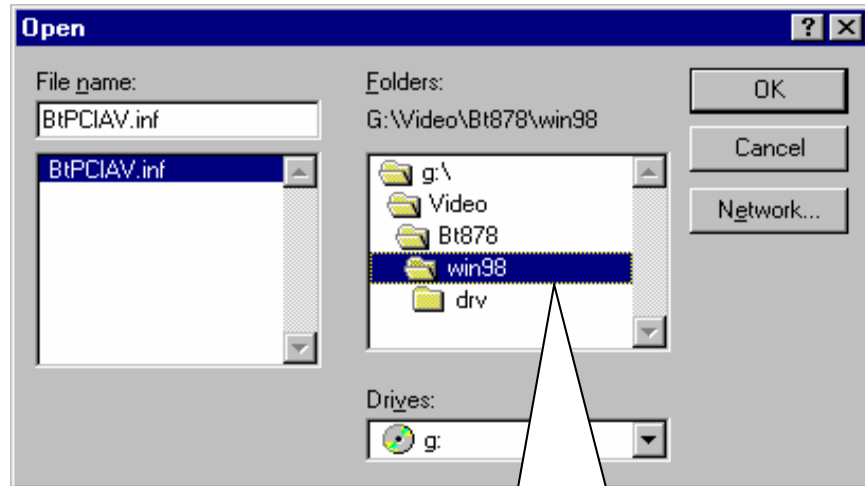 Open
File name:
BtPCIAV.inf
BtPCIAV.inf
Folders:
G:\Video\Bt878\win98
g:\
Video
Bt878
win98
drv
Drives:
g:
OK
Cancel
Network...